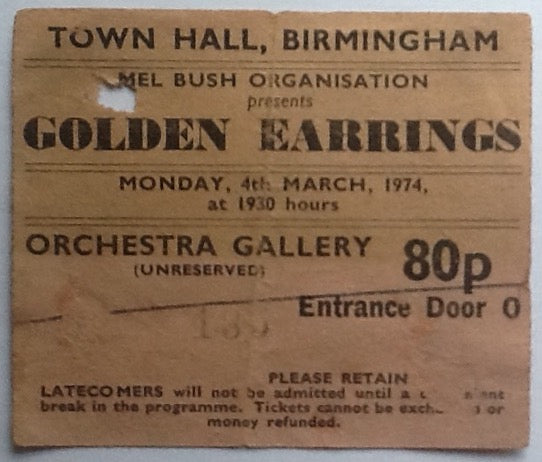 TOWN HALL, BIRMINGHAM
MEL BUSH ORGANISATION
presents
GOLDEN EARRINGS
MONDAY, 4th MARCH, 1974,
at 1930 hours
ORCHESTRA GALLERY
(UNRESERVED)
80p
Entrance Door O
PLEASE RETAIN
LATECOMERS will not be admitted until a
break in the programme. Tickets cannot be or
money refunded.